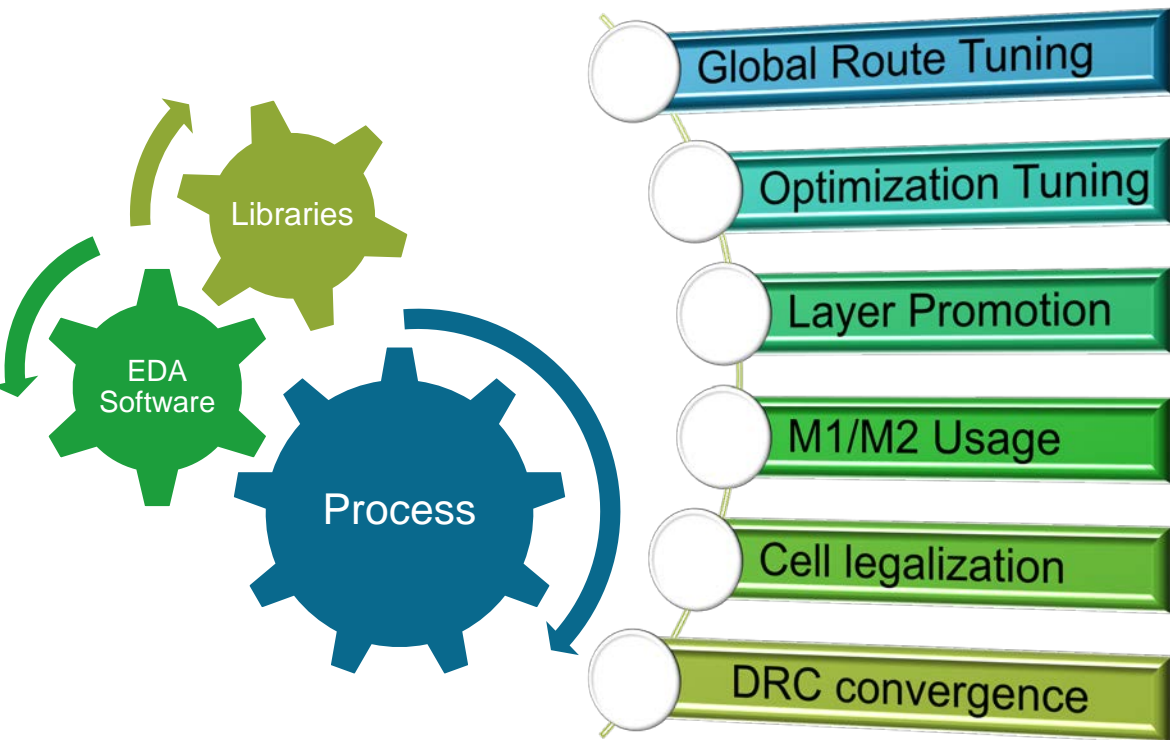 Libraries
EDA
Software
Process
Global Route Tuning
Optimization Tuning
Layer Promotion
M1/M2 Usage
Cell legalization
DRC convergence